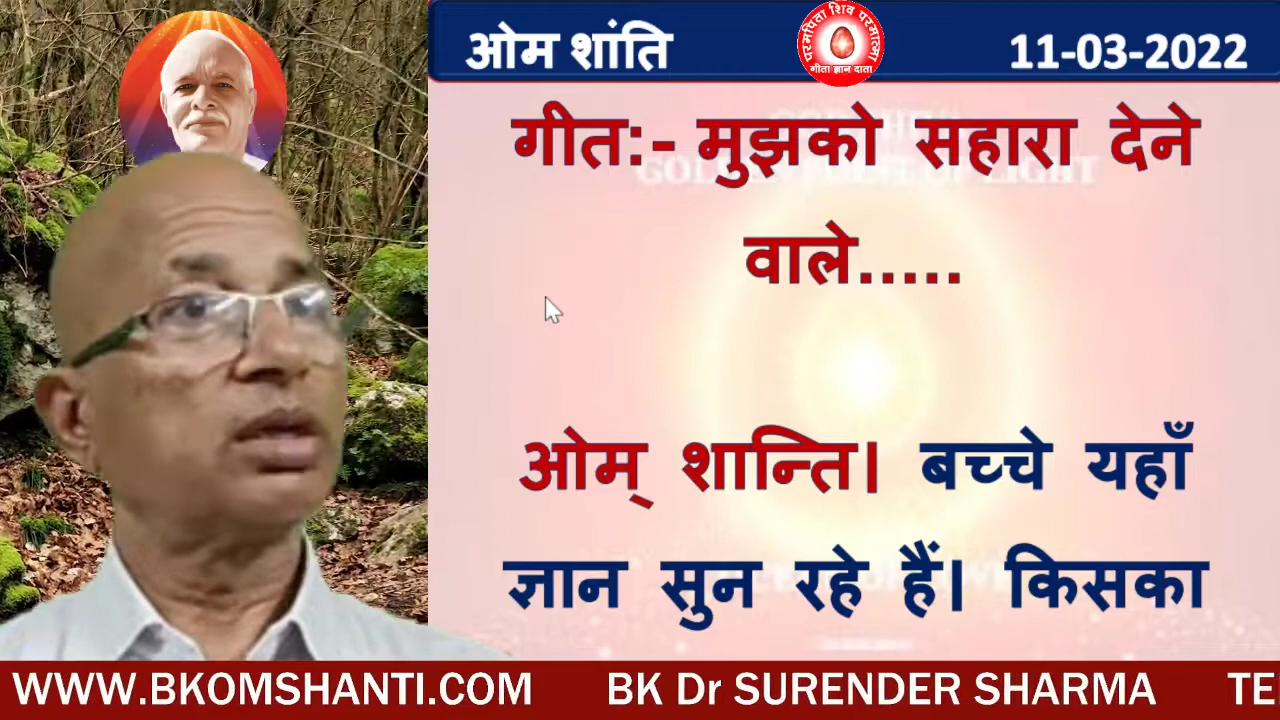 ओम शांति
परमपिता शिव परमात्मा
गीता ज्ञान दाता
11-03-2022
गीत:- मुझको सहारा देने
वाले.....
ओम् शान्ति। बच्चे यहाँ
ज्ञान सुन रहे हैं। किसका
WWW.BKOMSHANTI.COM BK Dr SURENDER SHARMA